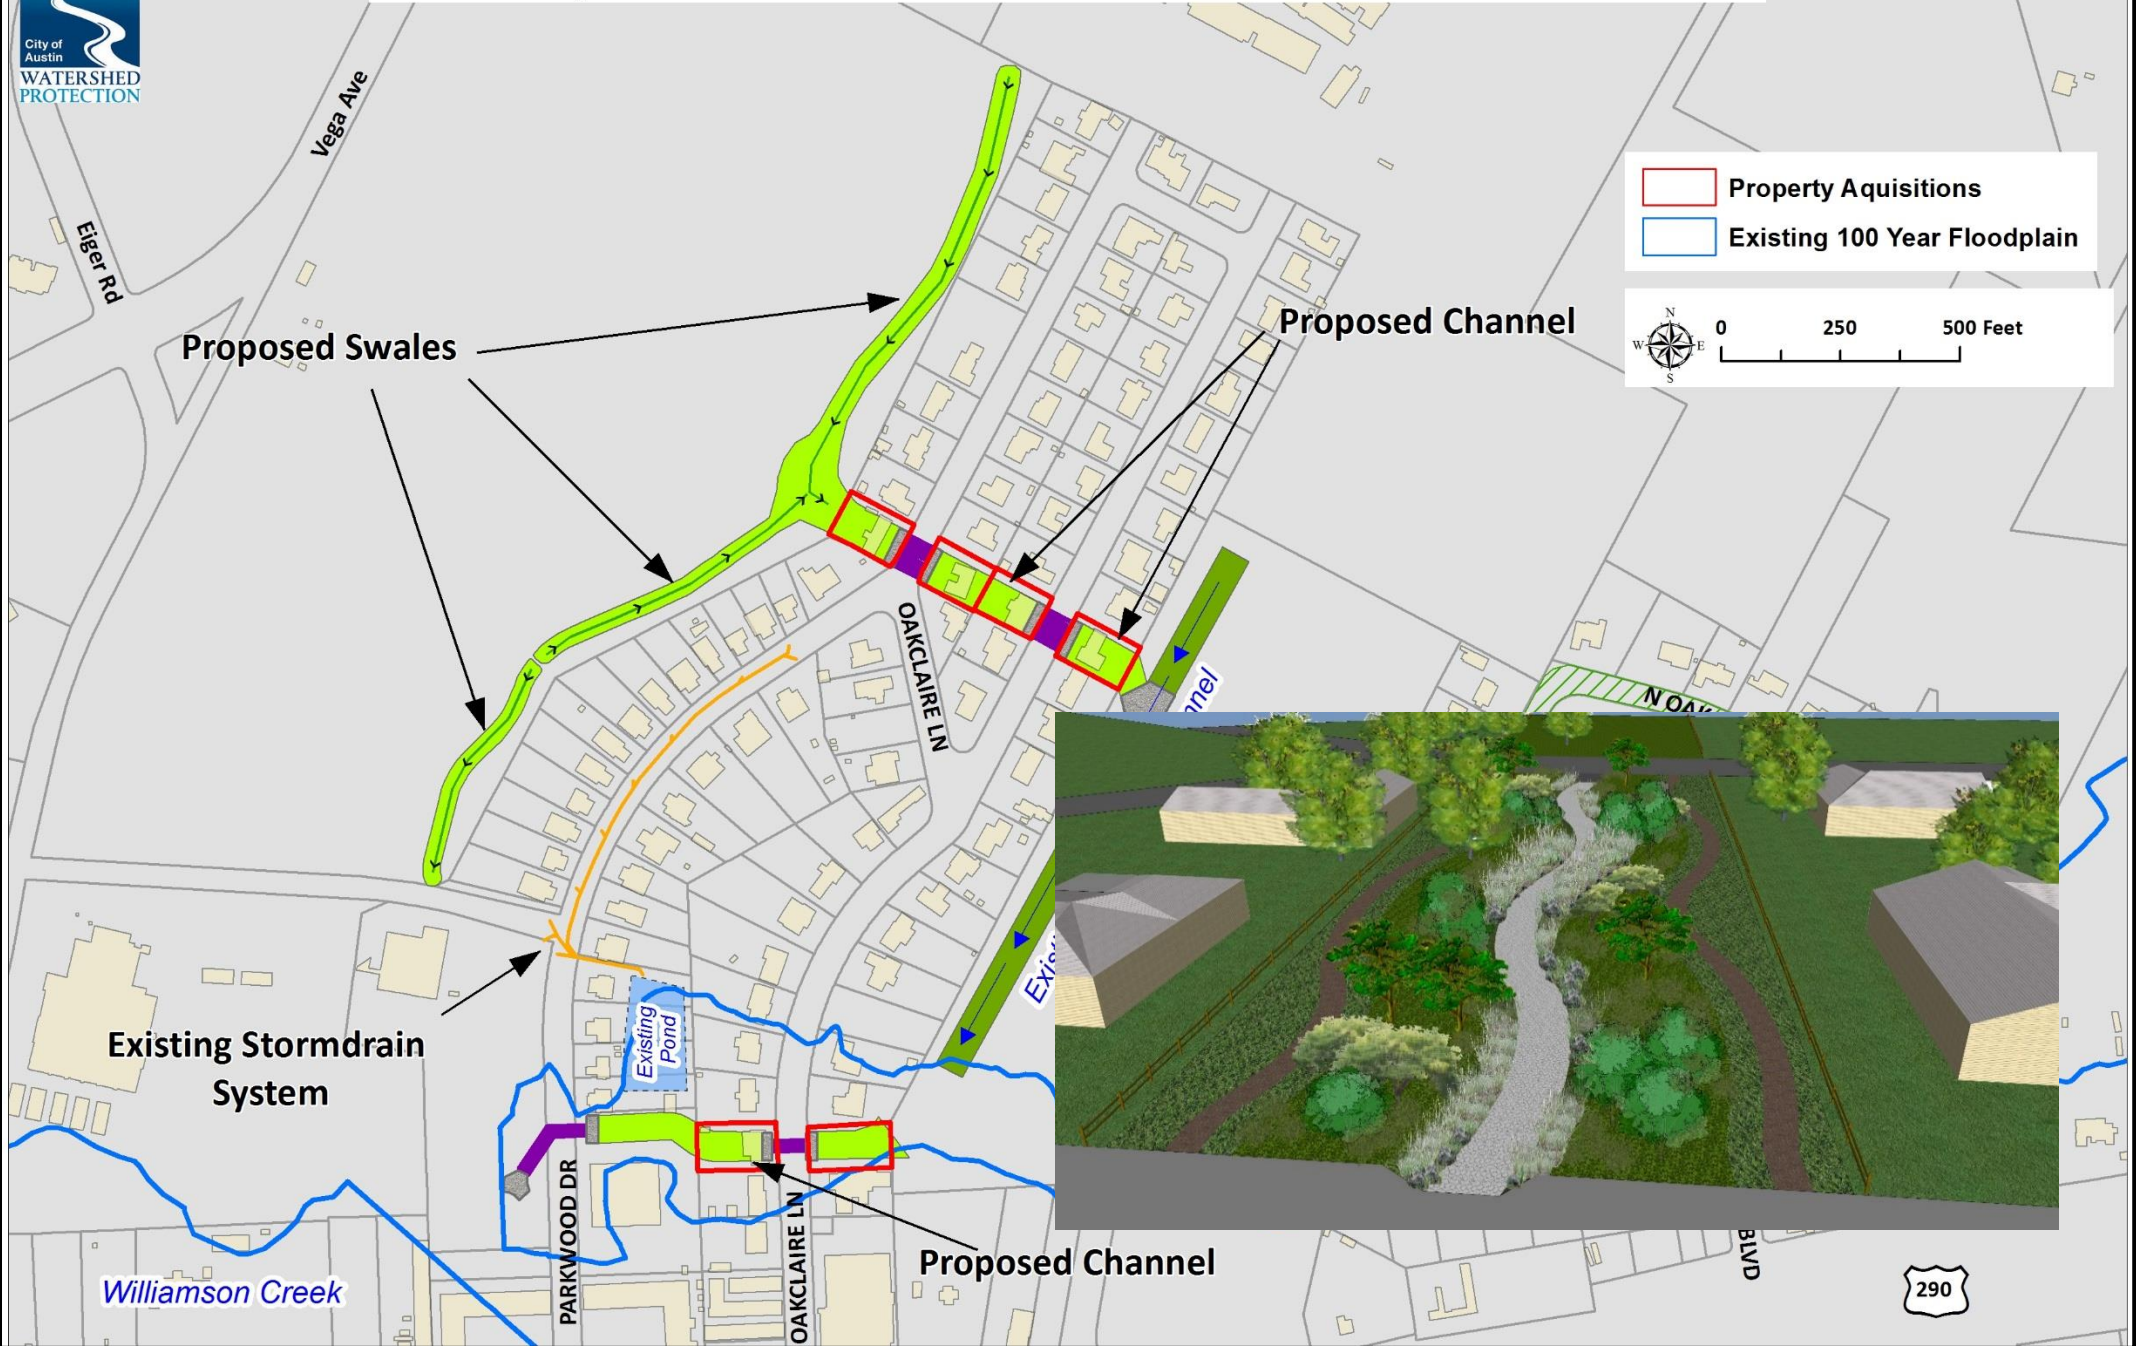 City of
Austin
WATERSHED
PROTECTION
Vega Ave
Eiger Rd
Property Aquisitions
Existing 100 Year Floodplain
N
W E
S
0 250 500 Feet
Proposed Swales
Proposed Channel
OAKCLAIRE LN
N OAK
Existing Stormdrain
System
Existing
Pond
PARKWOOD DR
OAKCLAIRE LN
Proposed Channel
Williamson Creek
BLVD
290